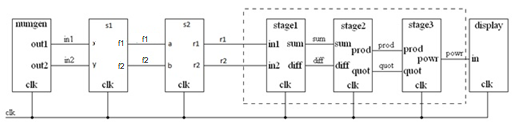 numgen s1 s2 stage1 stage2 stage3 display
out1 in1 x f1 f1 a r1 r1 in1 sum sum sum prod prod prod powr powr in
out2 in2 y f2 f2 b r2 r2 in2 diff diff diff quot quot quot
clk clk clk clk clk clk clk
clk